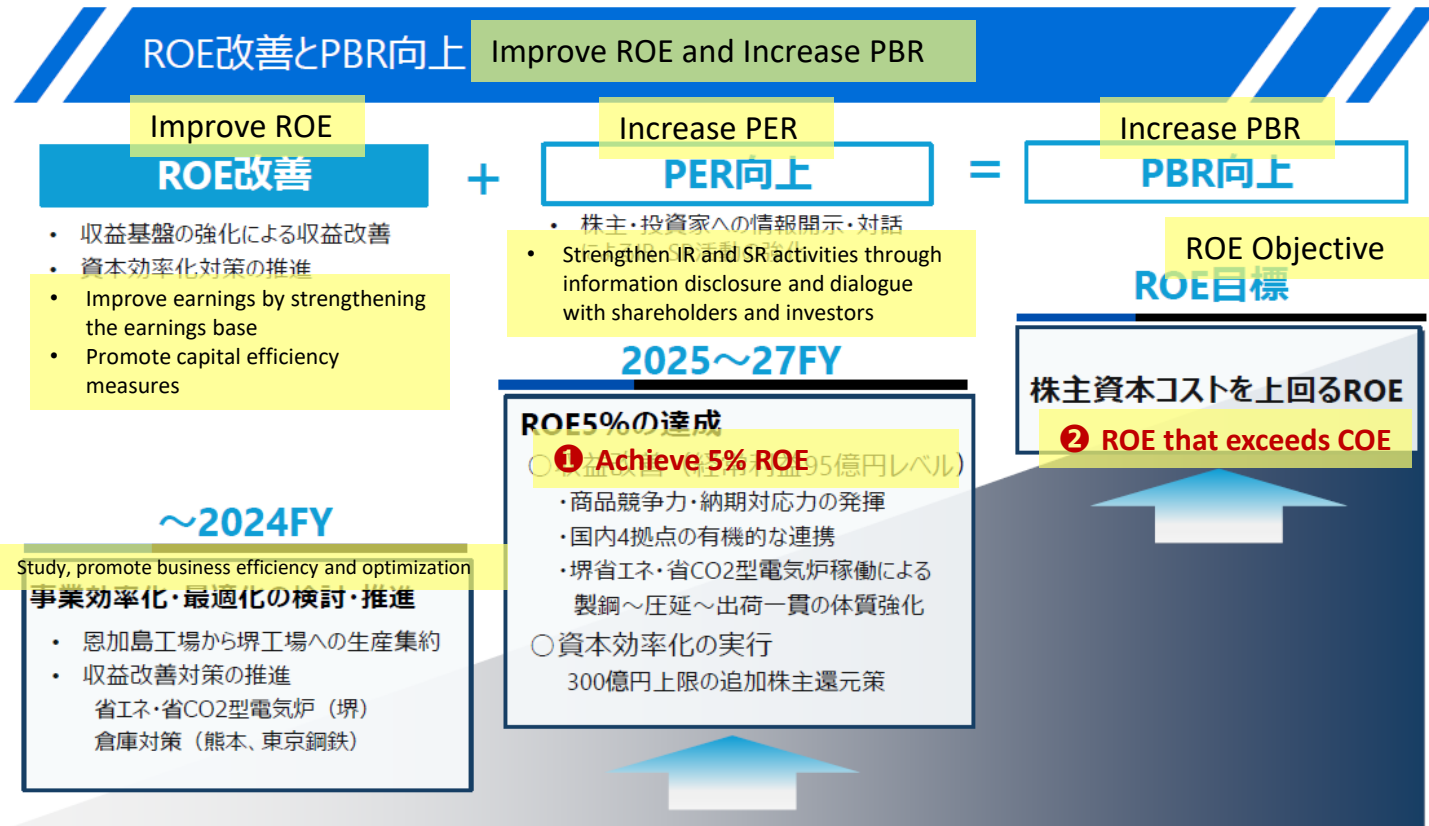 ROE改善とPBR向上
Improve ROE and Increase PBR
Improve ROE
ROE改善
+
Increase PER
PER向上
=
Increase PBR
PBR向上
• 収益基盤の強化による収益改善
• 資本効率化対策の推進
• Improve earnings by strengthening
the earnings base
• Promote capital efficiency
measures
• 株主・投資家への情報開示・対話
• Strengthen IR and SR activities through
information disclosure and dialogue
with shareholders and investors
ROE Objective
ROE目標
株主資本コストを上回るROE
❷ ROE that exceeds COE
2025～27FY
ROE5%の達成
❶ Achieve 5% ROE
○収益改善（経常利益95億円レベル）
・商品競争力・納期対応力の発揮
・国内4拠点の有機的な連携
・堺省エネ・省CO2型電気炉稼働による
製鋼～圧延～出荷一貫の体質強化
○資本効率化の実行
300億円上限の追加株主還元策
～2024FY
Study, promote business efficiency and optimization
事業効率化・最適化の検討・推進
• 恩加島工場から堺工場への生産集約
• 収益改善対策の推進
省エネ・省CO2型電気炉（堺）
倉庫対策（熊本、東京鋼鉄）